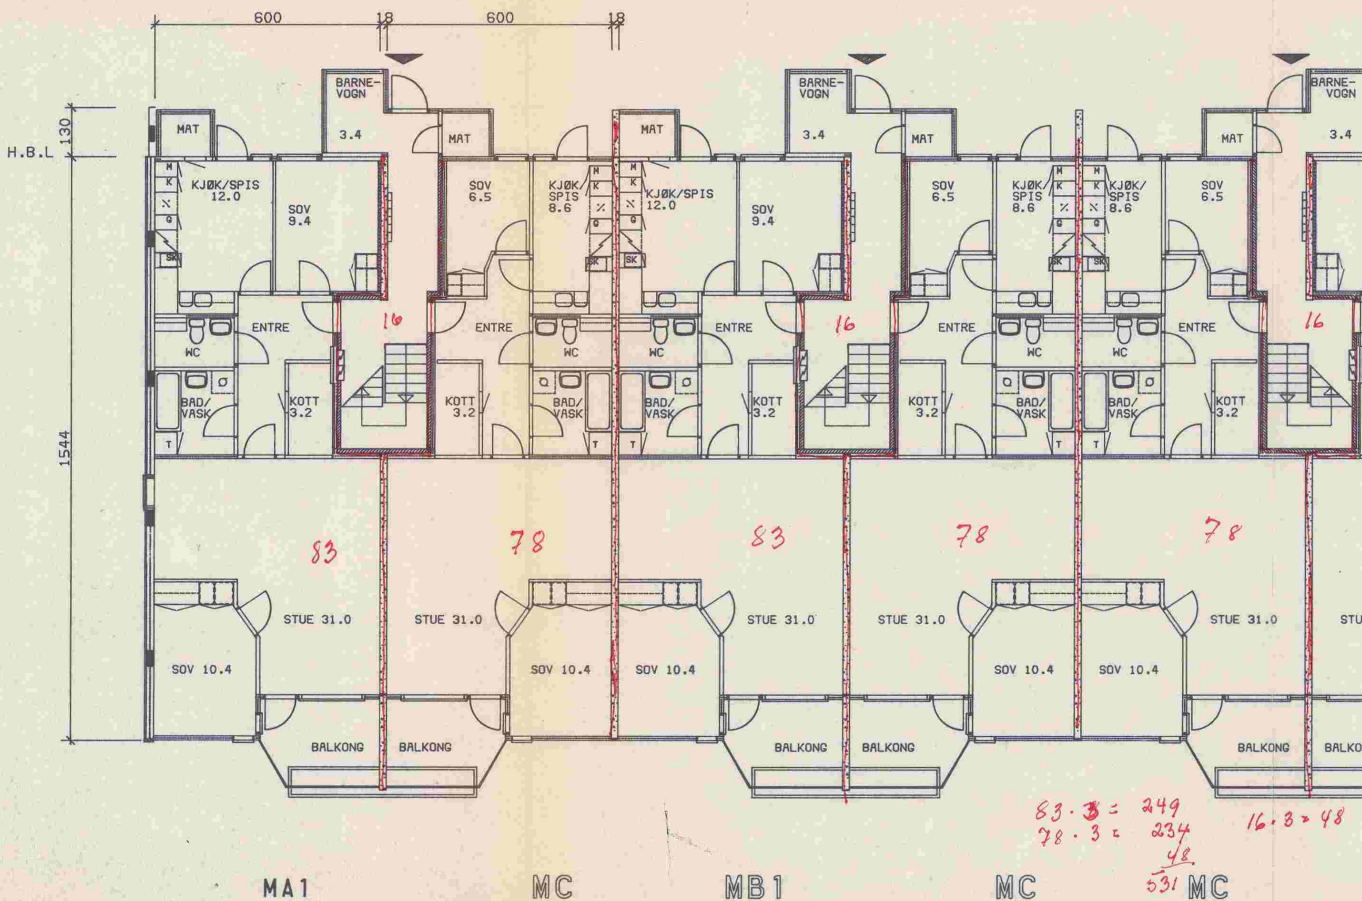 600 18 600 18
BARNE-
VOGN
3.4
BARNE-
VOGN
3.4
BARNE-
VOGN
3.4
130
H.B.L
MAT MAT MAT MAT MAT
M M M M
K K K K
G G G G
SK SK SK SK
KJØK/SPIS
12.0
SOV
9.4
SOV
6.5
KJØK/
SPIS
8.6
KJØK/SPIS
12.0
SOV
9.4
SOV
6.5
KJØK/
SPIS
8.6
KJØK/
SPIS
8.6
SOV
6.5
16 16 16
ENTRE ENTRE ENTRE ENTRE ENTRE
WC WC WC WC WC
BAD/
VASK
KOTT
3.2
KOTT
3.2
BAD/
VASK
BAD/
VASK
KOTT
3.2
KOTT
3.2
BAD/
VASK
BAD/
VASK
KOTT
3.2
T T T T T
1544
83 78 83 78 78
STUE 31.0 STUE 31.0 STUE 31.0 STUE 31.0 STUE 31.0 STU
SOV 10.4 SOV 10.4 SOV 10.4 SOV 10.4 SOV 10.4
BALKONG BALKONG BALKONG BALKONG BALKONG BALKO
83 · 3 = 249
78 · 3 = 234
48
531
16 · 3 = 48
MA1 MC MB1 MC MC